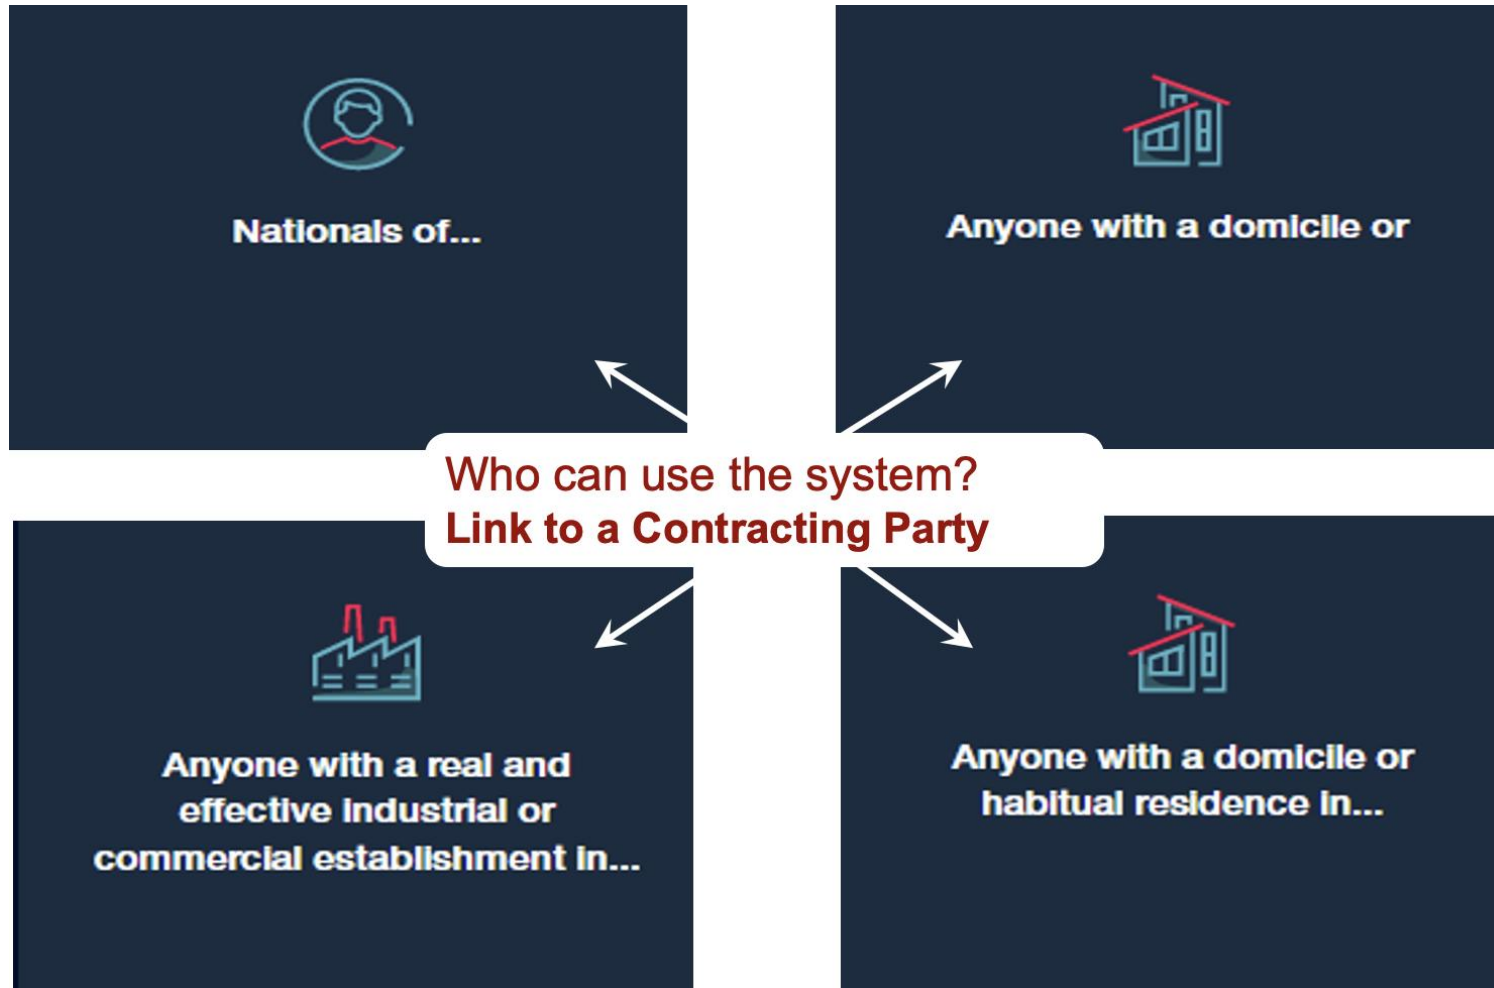 Nationals of...
Anyone with a domicile or
Who can use the system?
Link to a Contracting Party
Anyone with a real and
effective industrial or
commercial establishment in...
Anyone with a domicile or
habitual residence in...